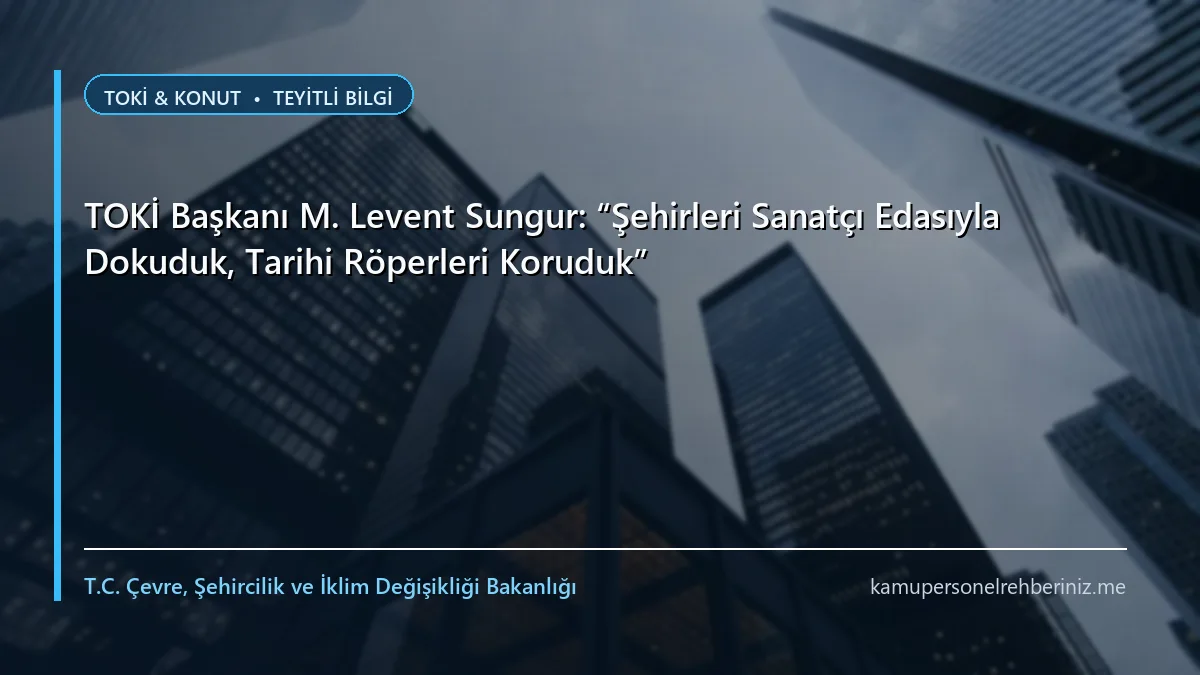 TOKİ & KONUT • TEYİTLİ BİLGİ
TOKİ Başkanı M. Levent Sungur: “Şehirleri Sanatçı Edasıyla
Dokuduk, Tarihi Röperleri Koruduk”
T.C. Çevre, Şehircilik ve İklim Değişikliği Bakanlığı
kamupersonelrehberiniz.me